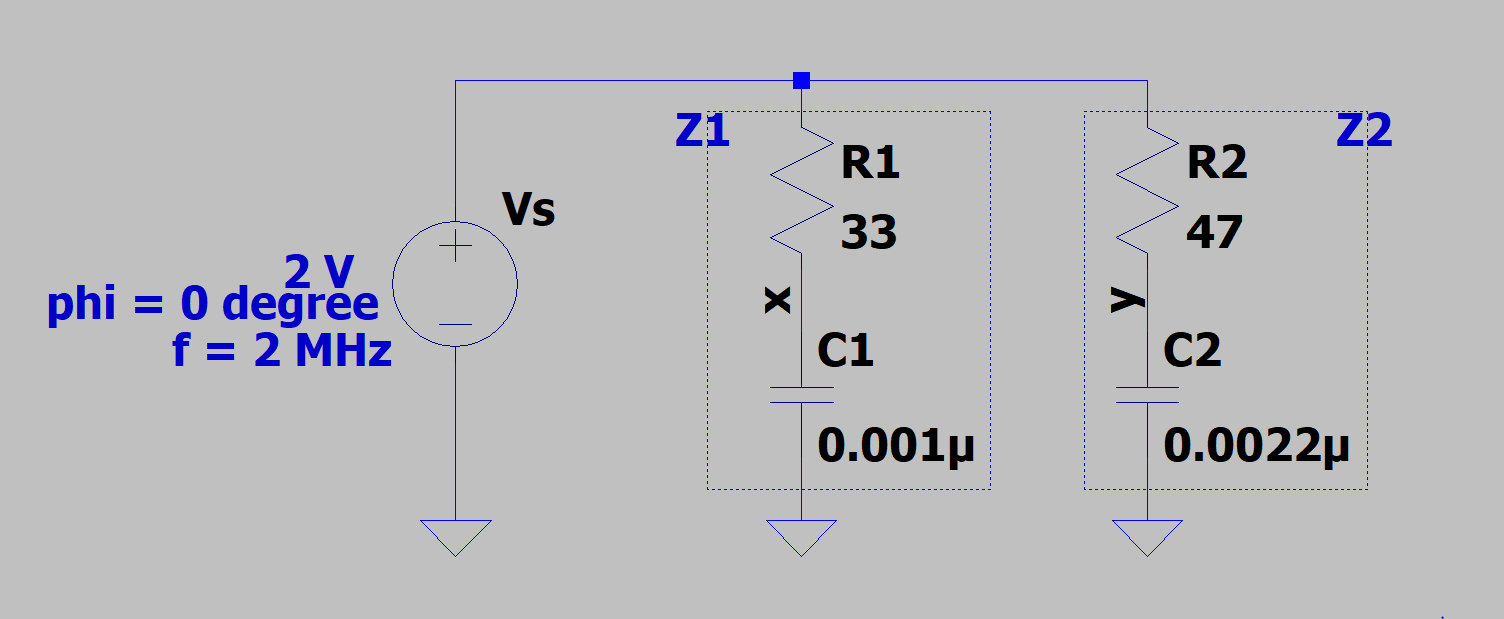 Vs
2 V
phi = 0 degree
f = 2 MHz
Z1
R1
33
x
C1
0.001µ
Z2
R2
47
y
C2
0.0022µ